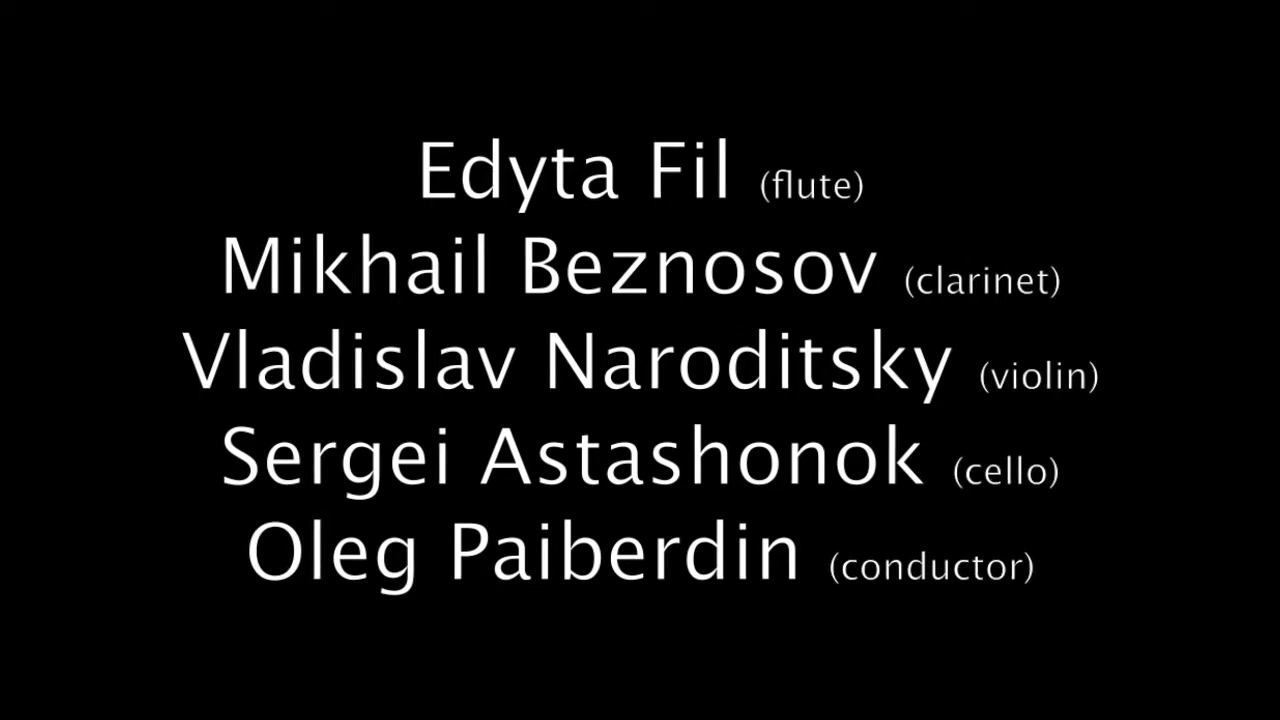 Edyta Fil (flute)
Mikhail Beznosov (clarinet)
Vladislav Naroditsky (violin)
Sergei Astashonok (cello)
Oleg Paiberdin (conductor)